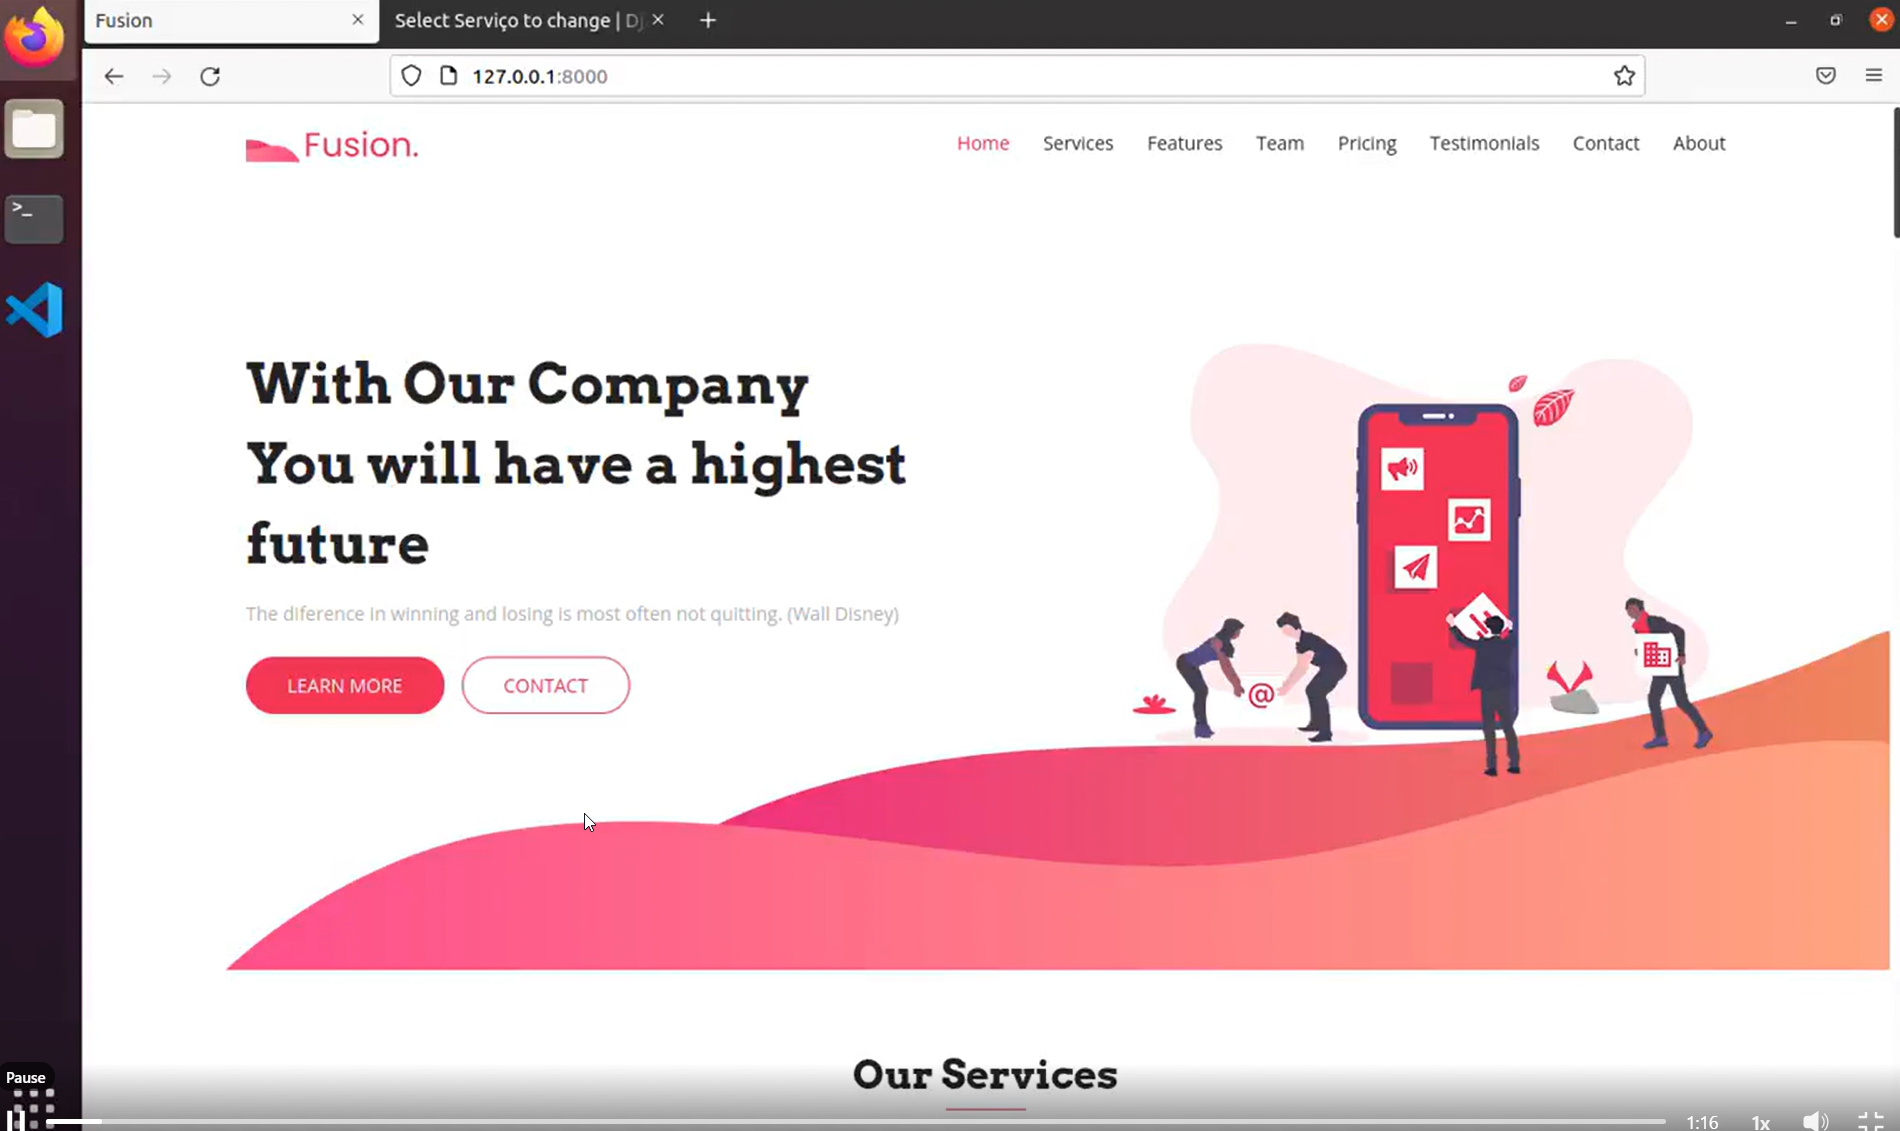 Fusion
Select Serviço to change | Dj
127.0.0.1:8000
Fusion.
Home Services Features Team Pricing Testimonials Contact About
With Our Company
You will have a highest
future
The diference in winning and losing is most often not quitting. (Wall Disney)
LEARN MORE CONTACT
@
Our Services
Pause
1:16 1x